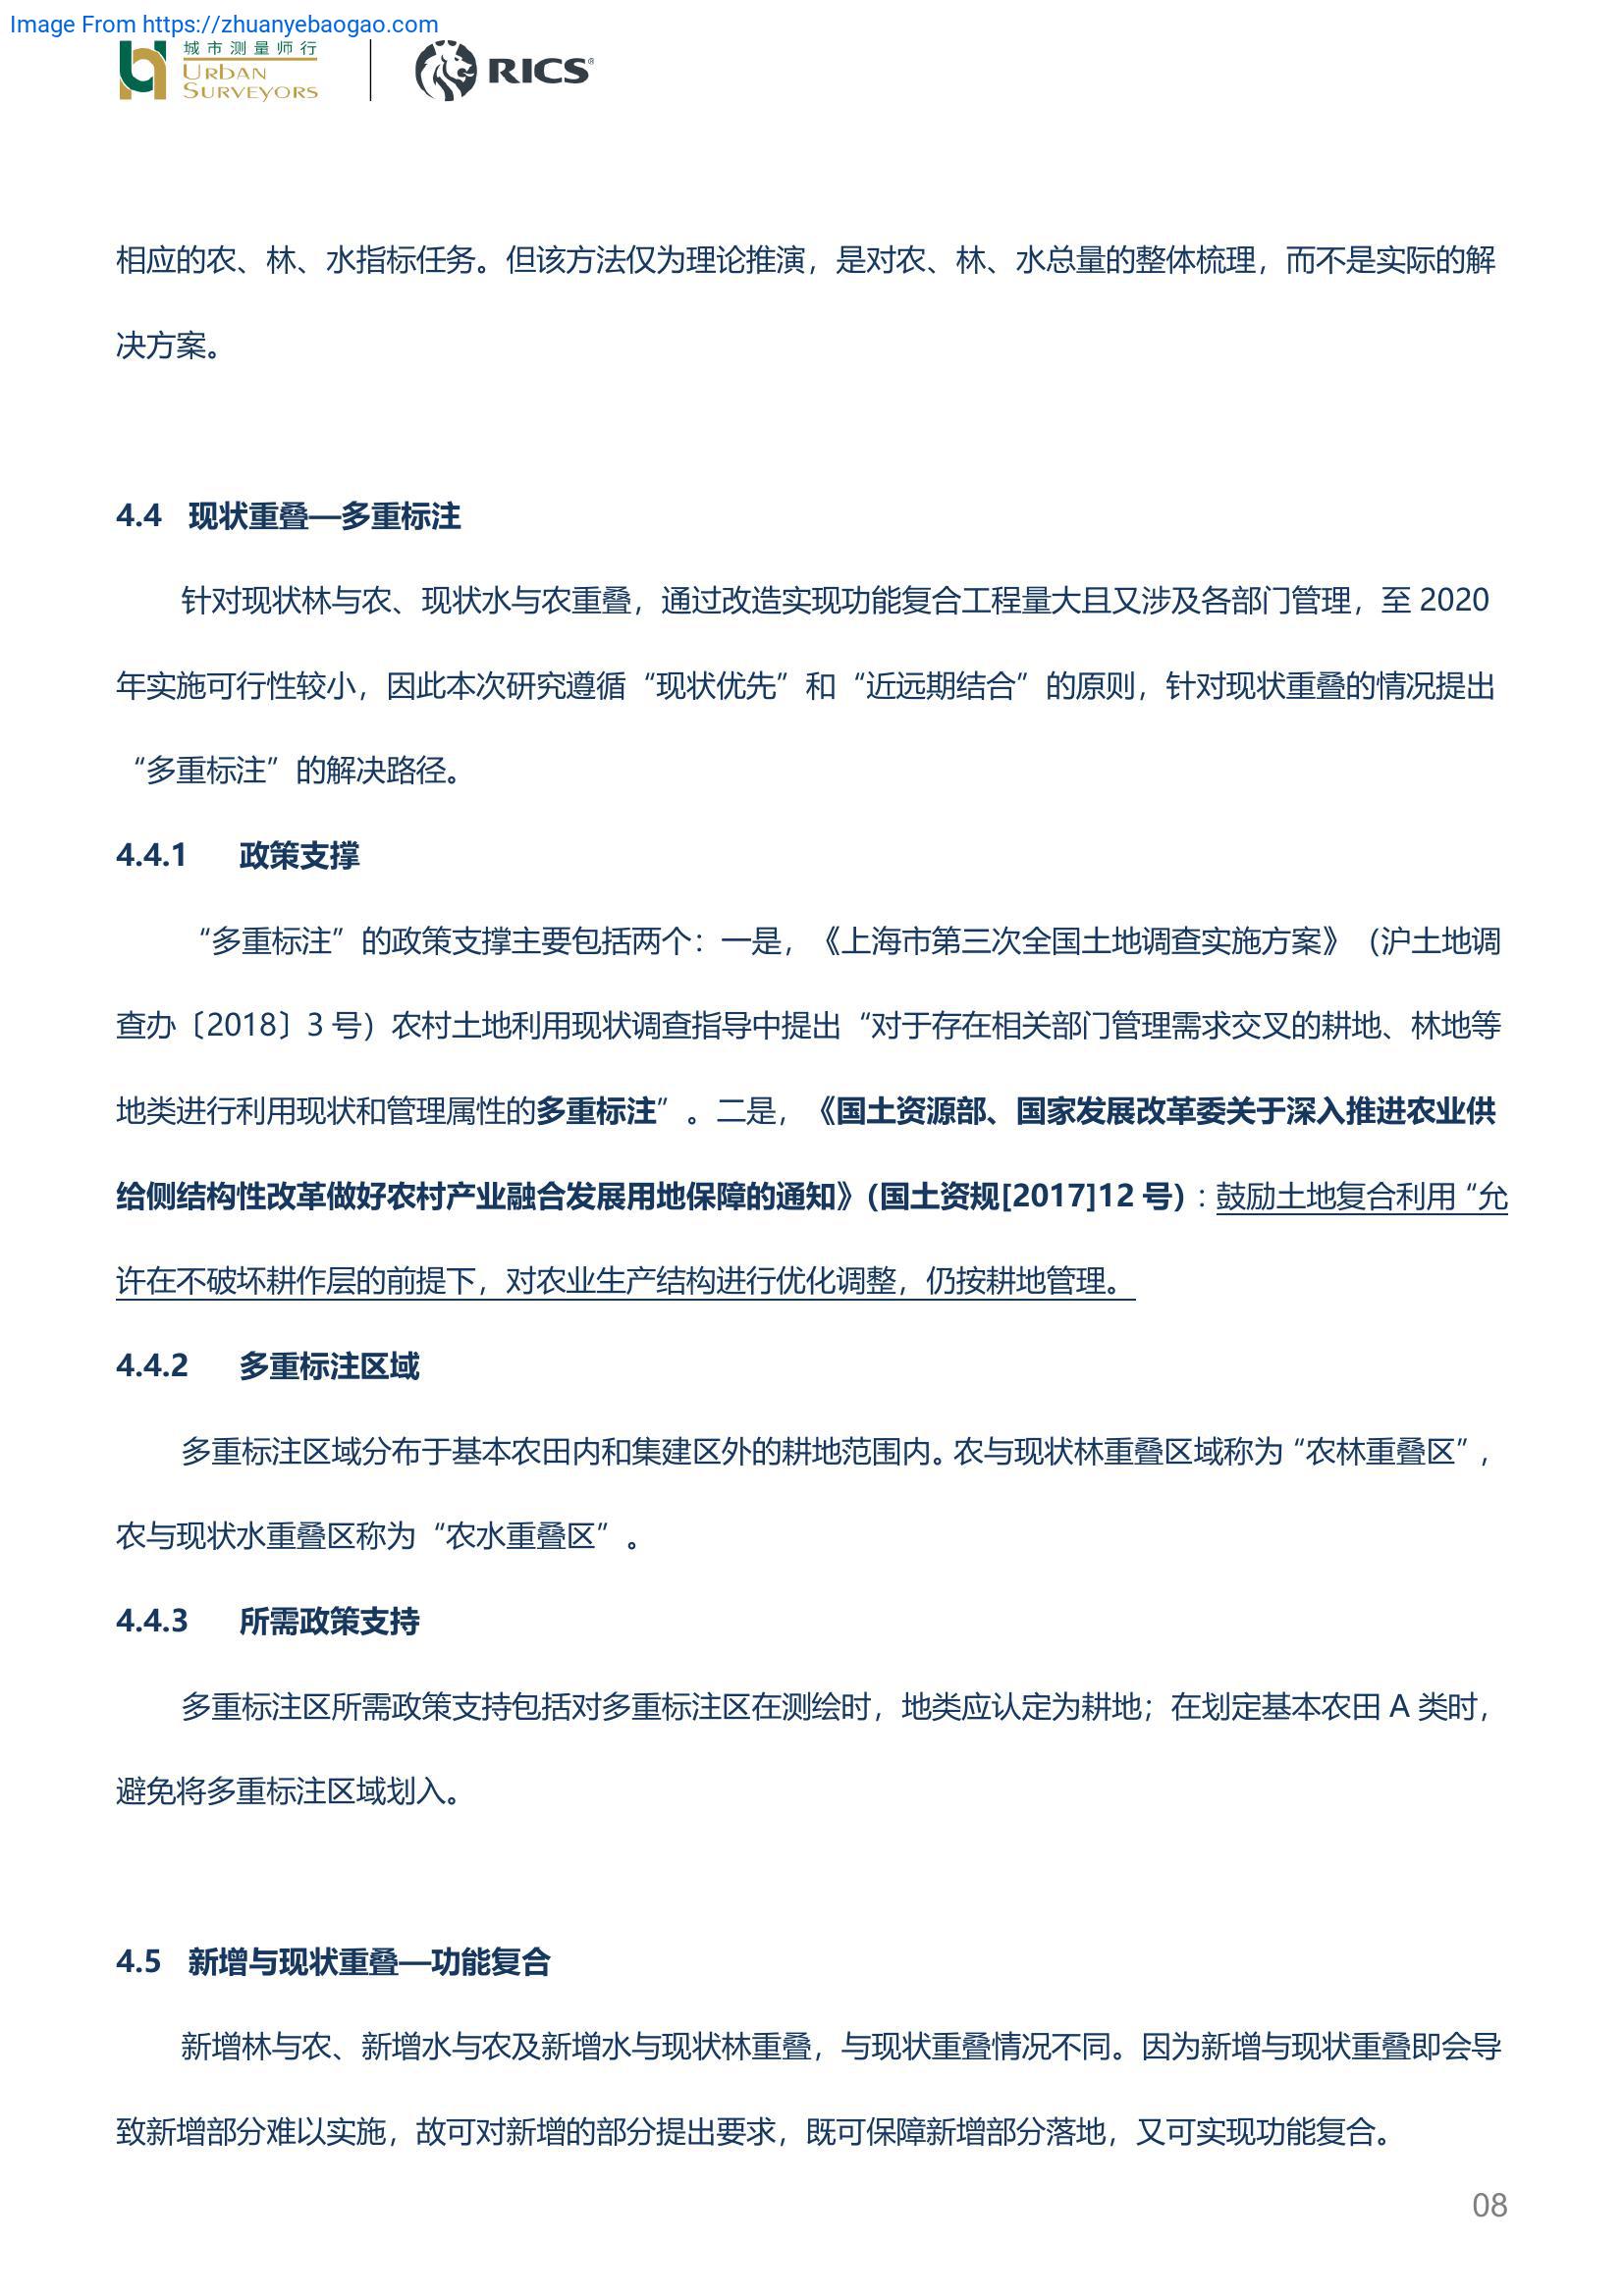 Image From https://zhuanyebaogao.com
城市测量师行
URBAN
SURVEYORS
RICS®
相应的农、林、水指标任务。但该方法仅为理论推演，是对农、林、水总量的整体梳理，而不是实际的解
决方案。
4.4 现状重叠—多重标注
针对现状林与农、现状水与农重叠，通过改造实现功能复合工程量大且又涉及各部门管理，至 2020
年实施可行性较小，因此本次研究遵循“现状优先”和“近远期结合”的原则，针对现状重叠的情况提出
“多重标注”的解决路径。
4.4.1 政策支撑
“多重标注”的政策支撑主要包括两个：一是，《上海市第三次全国土地调查实施方案》（沪土地调
查办〔2018〕3 号）农村土地利用现状调查指导中提出“对于存在相关部门管理需求交叉的耕地、林地等
地类进行利用现状和管理属性的多重标注”。二是，《国土资源部、国家发展改革委关于深入推进农业供
给侧结构性改革做好农村产业融合发展用地保障的通知》(国土资规[2017]12 号)：鼓励土地复合利用“允
许在不破坏耕作层的前提下，对农业生产结构进行优化调整，仍按耕地管理。
4.4.2 多重标注区域
多重标注区域分布于基本农田内和集建区外的耕地范围内。农与现状林重叠区域称为“农林重叠区”，
农与现状水重叠区称为“农水重叠区”。
4.4.3 所需政策支持
多重标注区所需政策支持包括对多重标注区在测绘时，地类应认定为耕地；在划定基本农田 A 类时，
避免将多重标注区域划入。
4.5 新增与现状重叠—功能复合
新增林与农、新增水与农及新增水与现状林重叠，与现状重叠情况不同。因为新增与现状重叠即会导
致新增部分难以实施，故可对新增的部分提出要求，既可保障新增部分落地，又可实现功能复合。
08